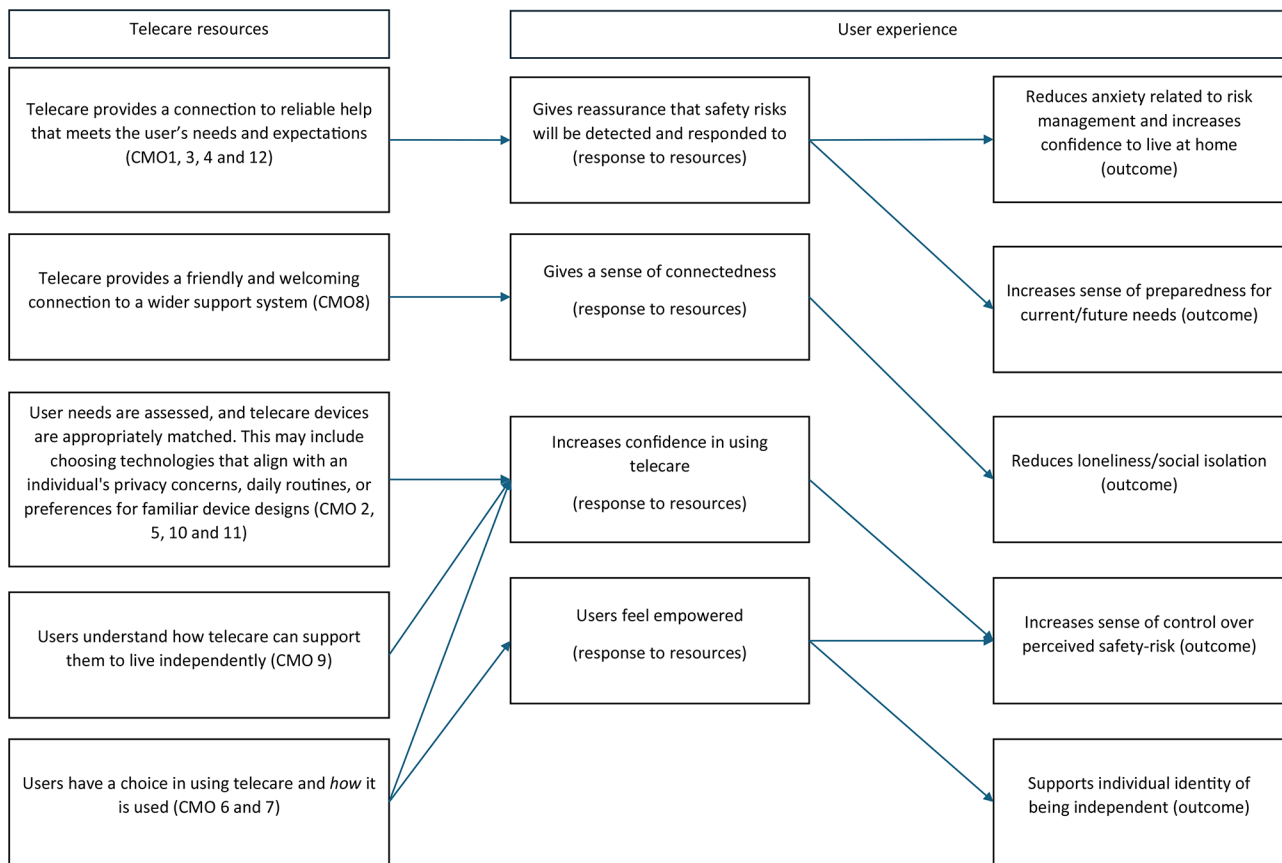 Telecare resources
User experience
Telecare provides a connection to reliable help
that meets the user’s needs and expectations
(CMO1, 3, 4 and 12)
Gives reassurance that safety risks
will be detected and responded to
(response to resources)
Reduces anxiety related to risk
management and increases
confidence to live at home
(outcome)
Telecare provides a friendly and welcoming
connection to a wider support system (CMO8)
Gives a sense of connectedness
(response to resources)
Increases sense of preparedness for
current/future needs (outcome)
User needs are assessed, and telecare devices
are appropriately matched. This may include
choosing technologies that align with an
individual's privacy concerns, daily routines, or
preferences for familiar device designs (CMO 2,
5, 10 and 11)
Increases confidence in using
telecare
(response to resources)
Reduces loneliness/social isolation
(outcome)
Users understand how telecare can support
them to live independently (CMO 9)
Users feel empowered
(response to resources)
Increases sense of control over
perceived safety-risk (outcome)
Users have a choice in using telecare and how it
is used (CMO 6 and 7)
Supports individual identity of
being independent (outcome)